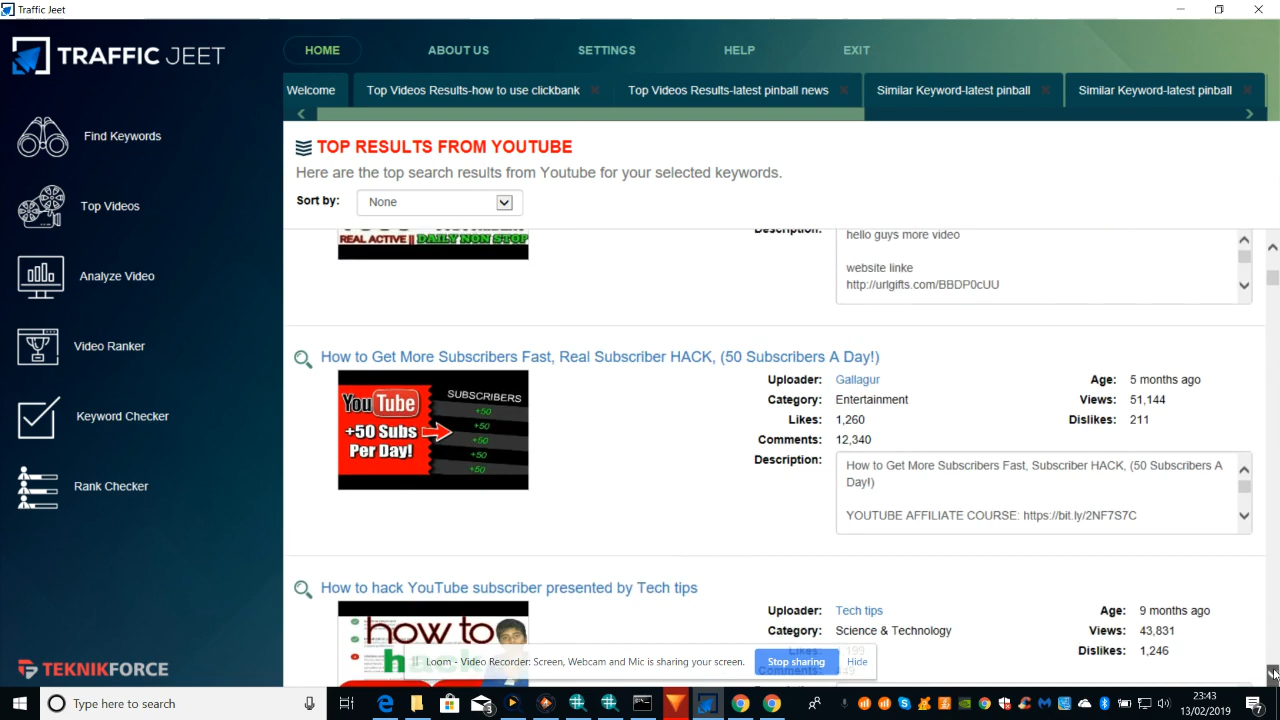 Traffic Jeet
TRAFFIC JEET
HOME ABOUT US SETTINGS HELP EXIT
Welcome Top Videos Results-how to use clickbank Top Videos Results-latest pinball news Similar Keyword-latest pinball Similar Keyword-latest pinball
Find Keywords
Top Videos
Analyze Video
Video Ranker
Keyword Checker
Rank Checker
TEKNIKFORCE
TOP RESULTS FROM YOUTUBE
Here are the top search results from Youtube for your selected keywords.
Sort by: None
REAL ACTIVE || DAILY NON STOP
Description:
hello guys more video
website linke
http://urlgifts.com/BBDP0cUU
How to Get More Subscribers Fast, Real Subscriber HACK, (50 Subscribers A Day!)
YouTube
+50 Subs
Per Day!
SUBSCRIBERS
+50
+50
+50
+50
+50
Uploader: Gallagur Age: 5 months ago
Category: Entertainment Views: 51,144
Likes: 1,260 Dislikes: 211
Comments: 12,340
Description: How to Get More Subscribers Fast, Subscriber HACK, (50 Subscribers A
Day!)
YOUTUBE AFFILIATE COURSE: https://bit.ly/2NF7S7C
How to hack YouTube subscriber presented by Tech tips
how to
Uploader: Tech tips Age: 9 months ago
Category: Science & Technology Views: 43,831
Likes: 199 Dislikes: 1,246
Loom - Video Recorder: Screen, Webcam and Mic is sharing your screen. Stop sharing Hide
Type here to search
23:43
13/02/2019